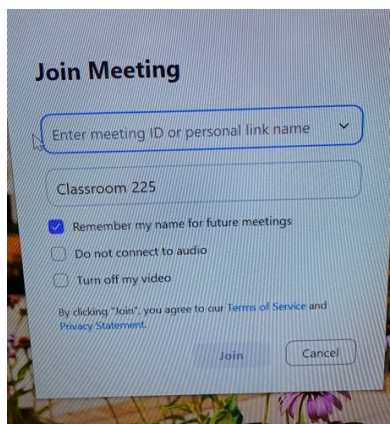 Join Meeting
Enter meeting ID or personal link name
Classroom 225
Remember my name for future meetings
Do not connect to audio
Turn off my video
By clicking "Join", you agree to our Terms of Service and
Privacy Statement.
Join Cancel